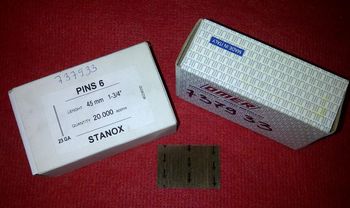 737933
PINS 6
LENGHT 45 mm 1-3/4"
QUANTITY 20.000
23 GA STANOX
MADE IN ITALY
OMER
737933